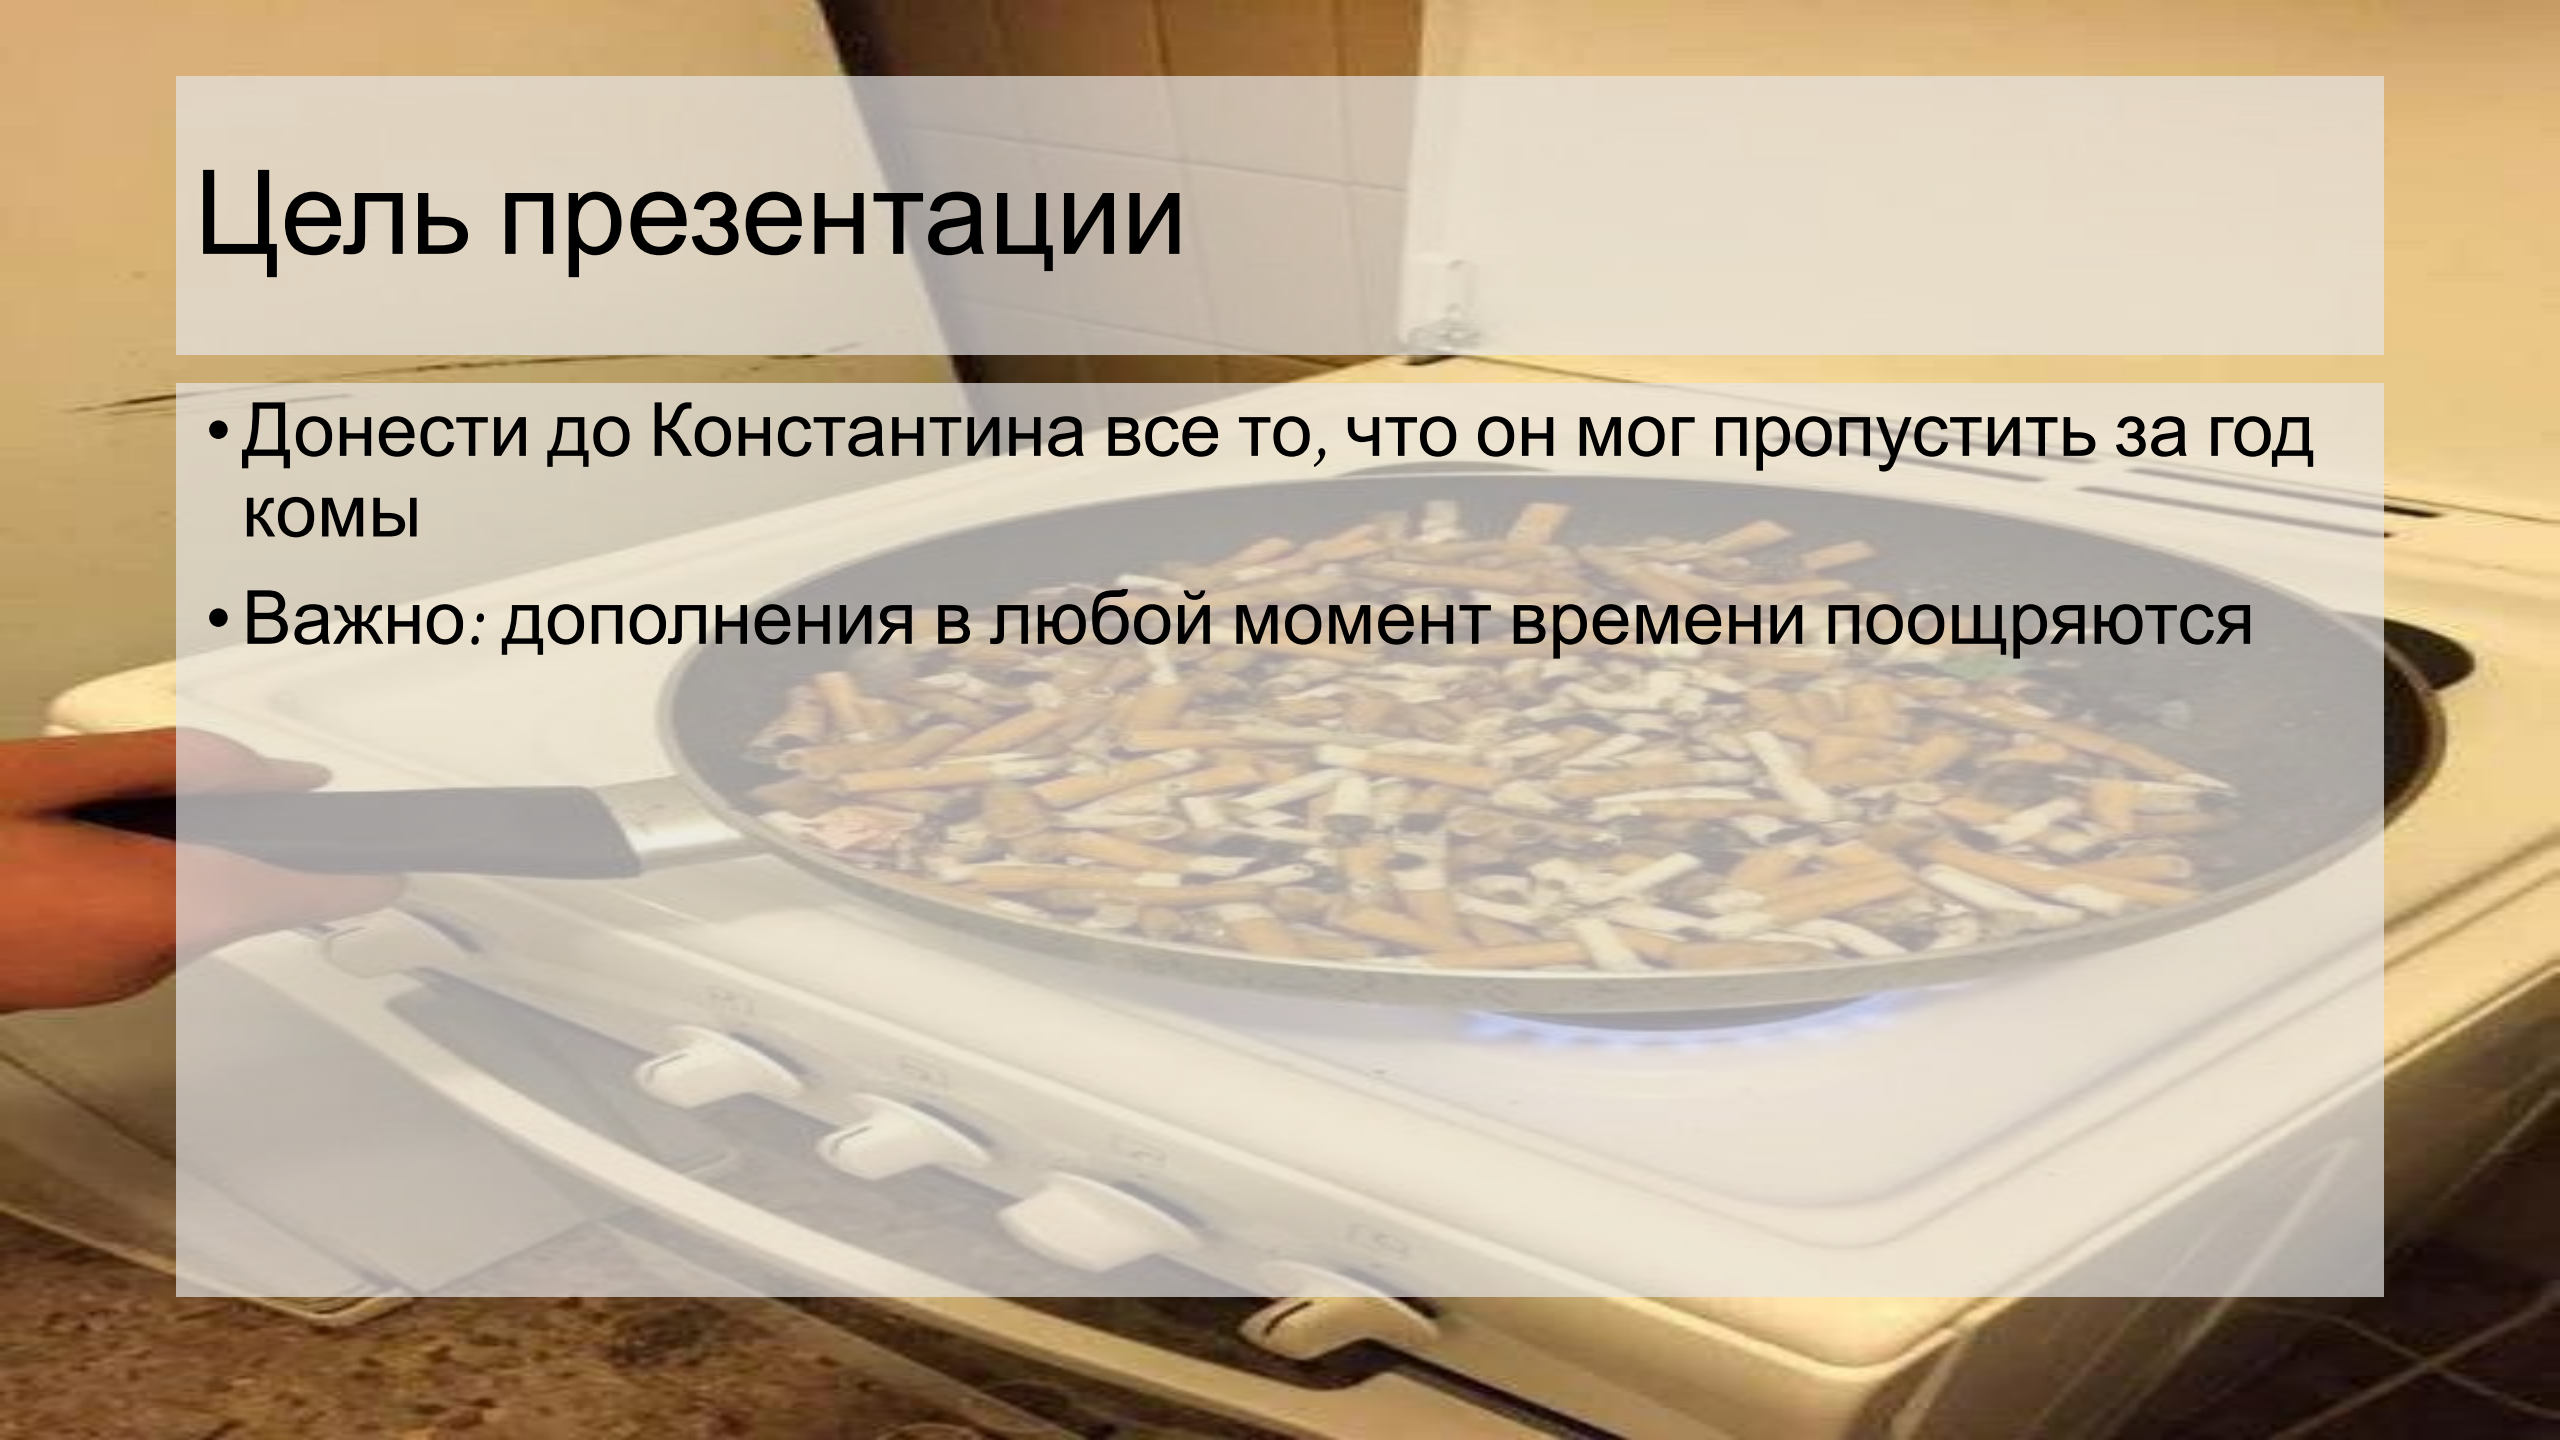 Цель презентации
• Донести до Константина все то, что он мог пропустить за год
комы
• Важно: дополнения в любой момент времени поощряются